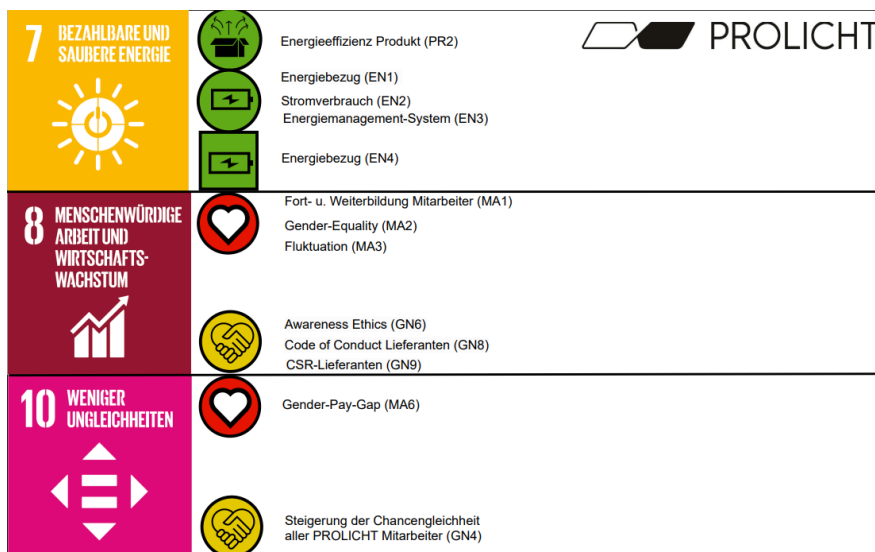 7 BEZAHLBARE UND
SAUBERE ENERGIE
Energieeffizienz Produkt (PR2)
PROLICHT
Energiebezug (EN1)
Stromverbrauch (EN2)
Energiemanagement-System (EN3)
Energiebezug (EN4)
8 MENSCHENWÜRDIGE
ARBEIT UND
WIRTSCHAFTS-
WACHSTUM
Fort- u. Weiterbildung Mitarbeiter (MA1)
Gender-Equality (MA2)
Fluktuation (MA3)
Awareness Ethics (GN6)
Code of Conduct Lieferanten (GN8)
CSR-Lieferanten (GN9)
10 WENIGER
UNGLEICHHEITEN
Gender-Pay-Gap (MA6)
Steigerung der Chancengleichheit
aller PROLICHT Mitarbeiter (GN4)